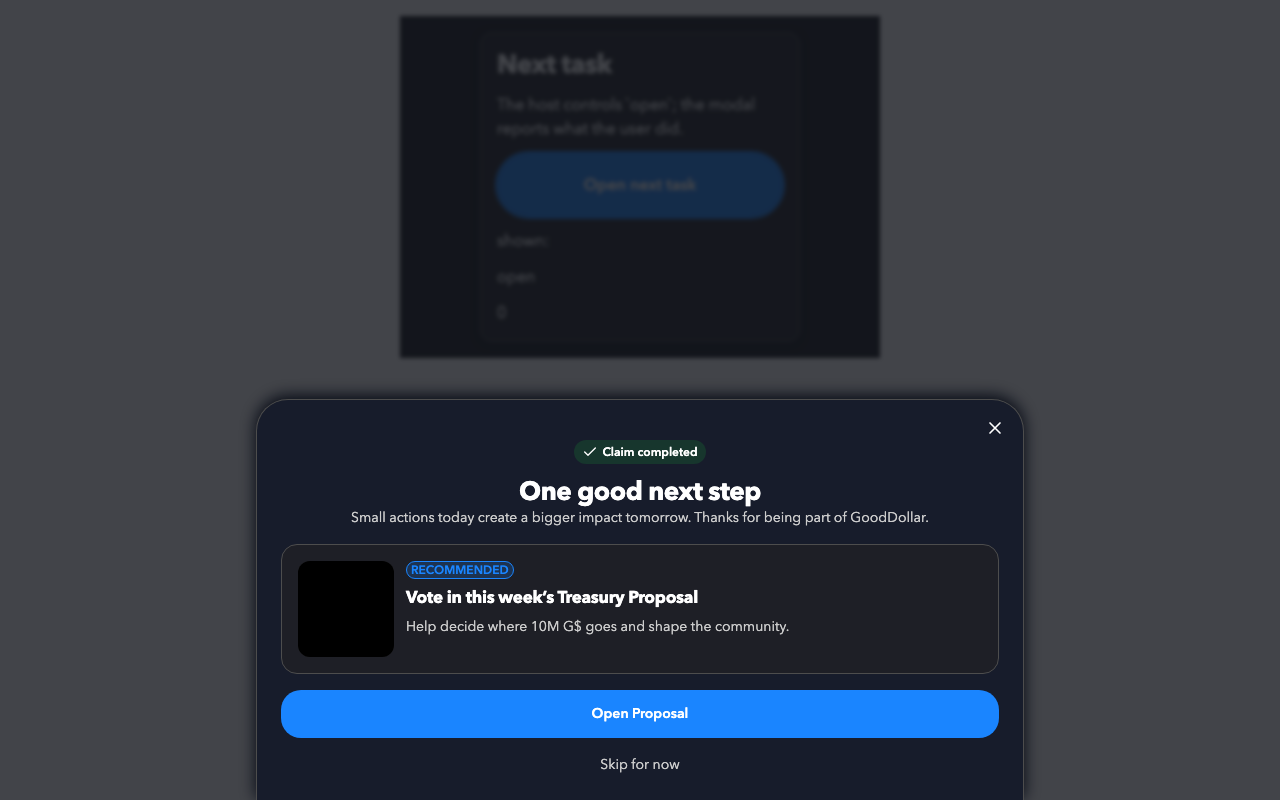 Next task
The host controls `open`; the modal
reports what the user did.
Open next task
shown:
open
0
Claim completed
One good next step
Small actions today create a bigger impact tomorrow. Thanks for being part of GoodDollar.
RECOMMENDED
Vote in this week’s Treasury Proposal
Help decide where 10M G$ goes and shape the community.
Open Proposal
Skip for now